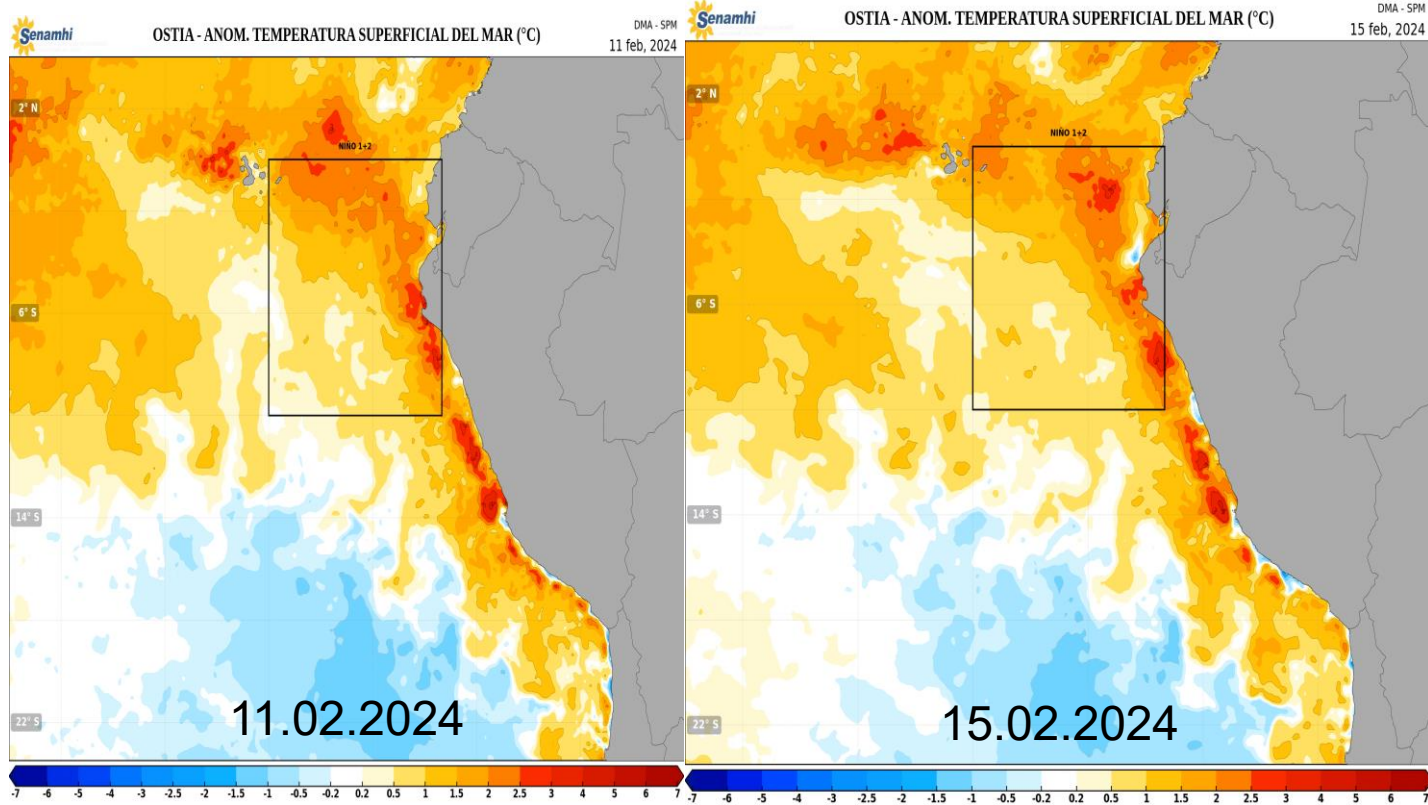 Senamhi
OSTIA - ANOM. TEMPERATURA SUPERFICIAL DEL MAR (°C)
DMA - SPM
11 feb, 2024
2° N
NIÑO 1+2
6° S
14° S
22° S
11.02.2024
-7 -6 -5 -4 -3 -2.5 -2 -1.5 -1 -0.5 -0.2 0.2 0.5 1 1.5 2 2.5 3 4 5 6 7
Senamhi
OSTIA - ANOM. TEMPERATURA SUPERFICIAL DEL MAR (°C)
DMA - SPM
15 feb, 2024
2° N
NIÑO 1+2
6° S
14° S
22° S
15.02.2024
-7 -6 -5 -4 -3 -2.5 -2 -1.5 -1 -0.5 -0.2 0.2 0.5 1 1.5 2 2.5 3 4 5 6